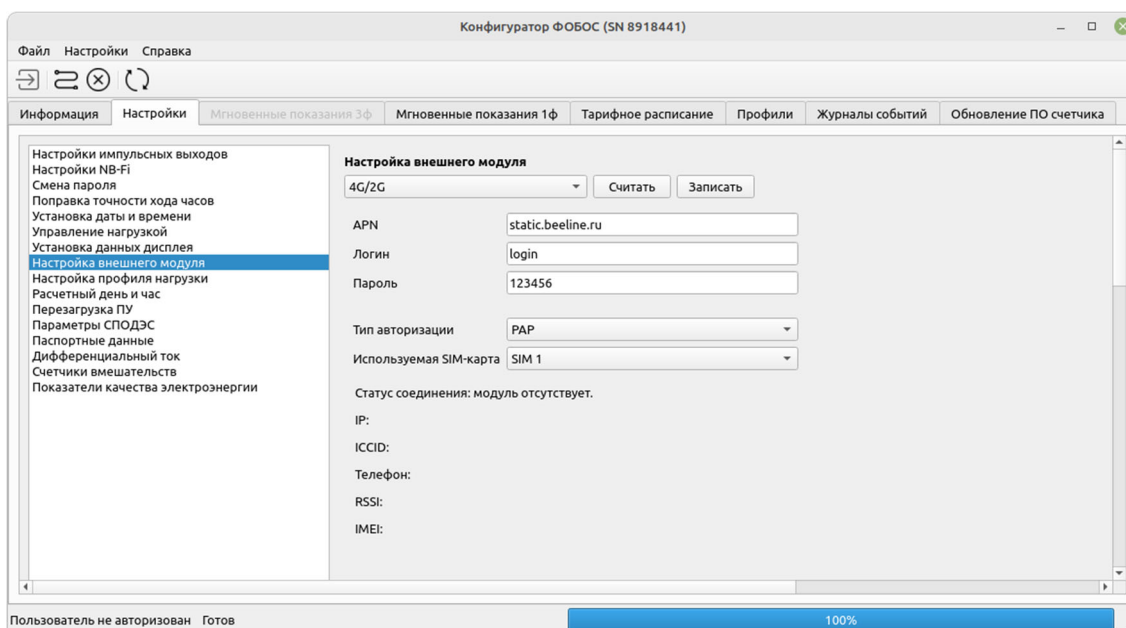 Конфигуратор ФОБОС (SN 8918441)
Файл Настройки Справка
Информация Настройки Мгновенные показания 3ф Мгновенные показания 1ф Тарифное расписание Профили Журналы событий Обновление ПО счетчика
Настройки импульсных выходов
Настройки NB-Fi
Смена пароля
Поправка точности хода часов
Установка даты и времени
Управление нагрузкой
Установка данных дисплея
Настройка внешнего модуля
Настройка профиля нагрузки
Расчетный день и час
Перезагрузка ПУ
Параметры СПОДЭС
Паспортные данные
Дифференциальный ток
Счетчики вмешательств
Показатели качества электроэнергии
Настройка внешнего модуля
4G/2G Считать Записать
APN static.beeline.ru
Логин login
Пароль 123456
Тип авторизации PAP
Используемая SIM-карта SIM 1
Статус соединения: модуль отсутствует.
IP:
ICCID:
Телефон:
RSSI:
IMEI:
Пользователь не авторизован Готов 100%